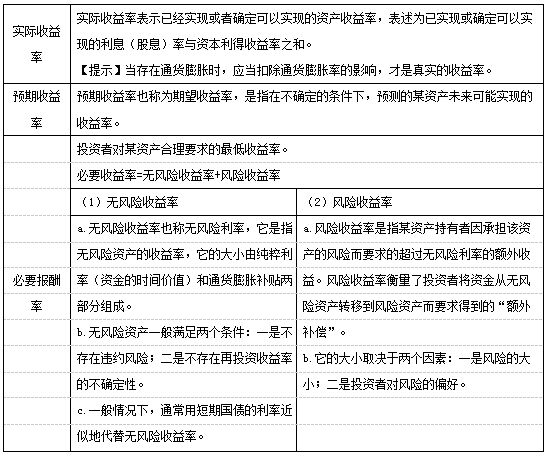 实际收益
率
实际收益率表示已经实现或者确定可以实现的资产收益率，表述为已实现或确定可以实
现的利息（股息）率与资本利得收益率之和。
【提示】当存在通货膨胀时，应当扣除通货膨胀率的影响，才是真实的收益率。
预期收益
率
预期收益率也称为期望收益率，是指在不确定的条件下，预测的某资产未来可能实现的
收益率。
必要报酬
率
投资者对某资产合理要求的最低收益率。
必要收益率=无风险收益率+风险收益率
（1）无风险收益率
a.无风险收益率也称无风险利率，它是指
无风险资产的收益率，它的大小由纯粹利
率（资金的时间价值）和通货膨胀补贴两
部分组成。
b.无风险资产一般满足两个条件：一是不
存在违约风险；二是不存在再投资收益率
的不确定性。
c.一般情况下，通常用短期国债的利率近
似地代替无风险收益率。
（2）风险收益率
a.风险收益率是指某资产持有者因承担该资
产的风险而要求的超过无风险利率的额外收
益。风险收益率衡量了投资者将资金从无风
险资产转移到风险资产而要求得到的“额外
补偿”。
b.它的大小取决于两个因素：一是风险的大
小；二是投资者对风险的偏好。